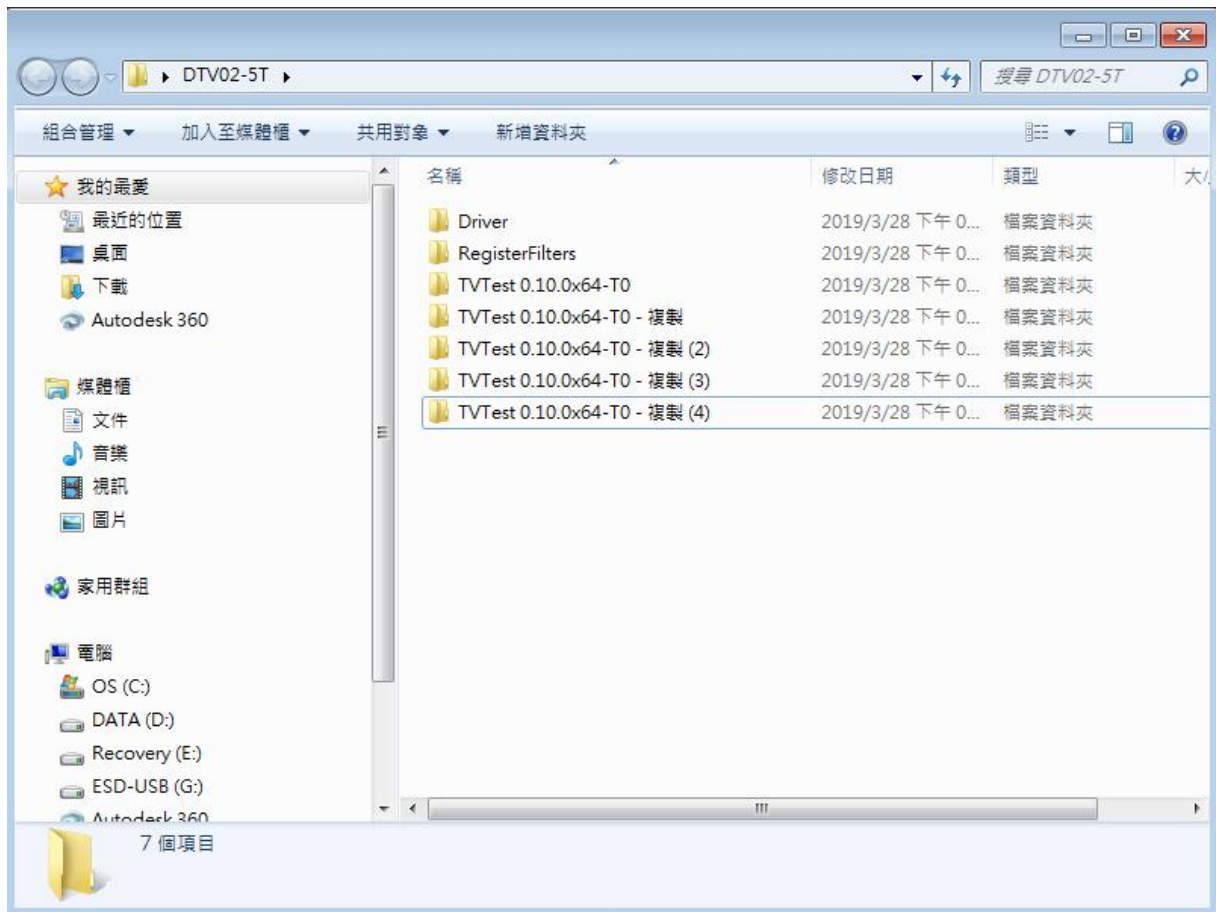 DTV02-5T
搜尋 DTV02-5T
組合管理 加入至媒體櫃 共用對象 新增資料夾
名稱 修改日期 類型 大小
我的最愛
最近的位置
桌面
下載
Autodesk 360
媒體櫃
文件
音樂
視訊
圖片
家用群組
電腦
OS (C:)
DATA (D:)
Recovery (E:)
ESD-USB (G:)
Autodesk 360
Driver 2019/3/28 下午 0... 檔案資料夾
RegisterFilters 2019/3/28 下午 0... 檔案資料夾
TVTest 0.10.0x64-T0 2019/3/28 下午 0... 檔案資料夾
TVTest 0.10.0x64-T0 - 複製 2019/3/28 下午 0... 檔案資料夾
TVTest 0.10.0x64-T0 - 複製 (2) 2019/3/28 下午 0... 檔案資料夾
TVTest 0.10.0x64-T0 - 複製 (3) 2019/3/28 下午 0... 檔案資料夾
TVTest 0.10.0x64-T0 - 複製 (4) 2019/3/28 下午 0... 檔案資料夾
7 個項目